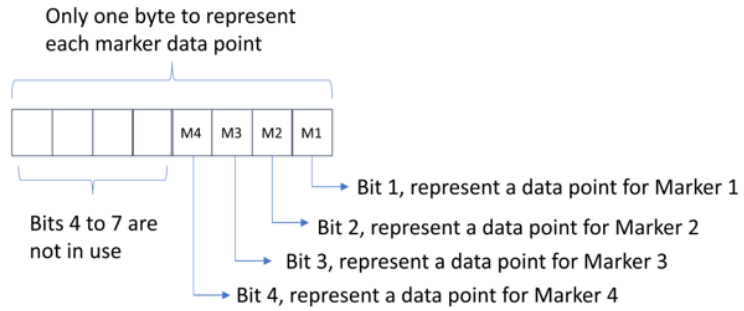 Only one byte to represent
each marker data point
M4 M3 M2 M1
Bit 1, represent a data point for Marker 1
Bits 4 to 7 are
not in use
Bit 2, represent a data point for Marker 2
Bit 3, represent a data point for Marker 3
Bit 4, represent a data point for Marker 4